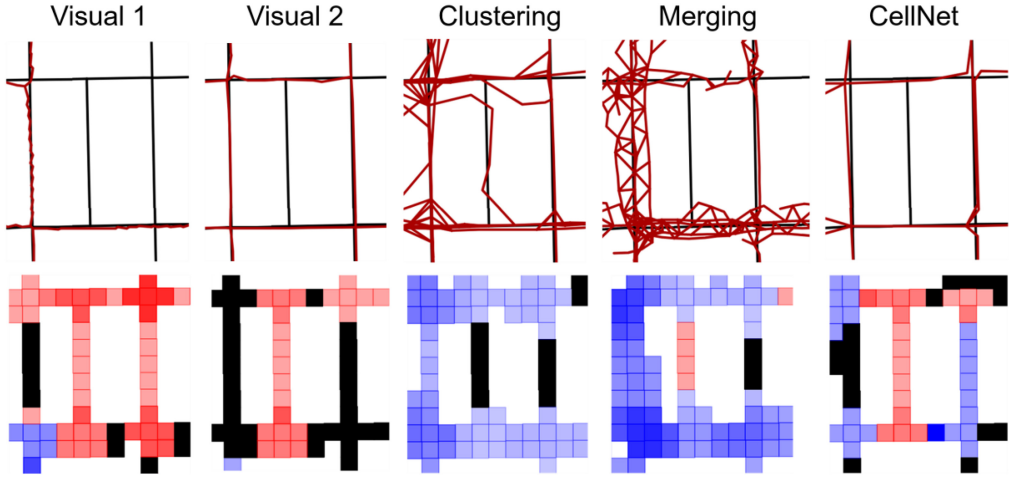 Visual 1
Visual 2
Clustering
Merging
CellNet